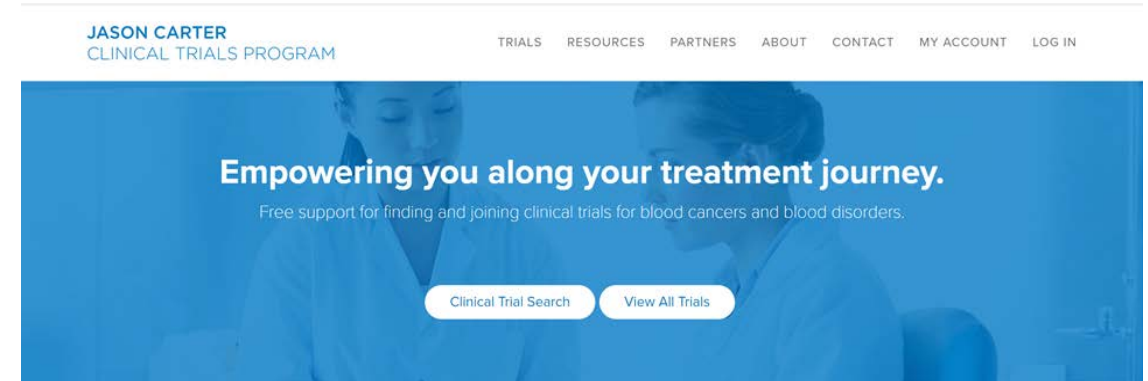 JASON CARTER
CLINICAL TRIALS PROGRAM
TRIALS RESOURCES PARTNERS ABOUT CONTACT MY ACCOUNT LOG IN
Empowering you along your treatment journey.
Free support for finding and joining clinical trials for blood cancers and blood disorders.
Clinical Trial Search View All Trials